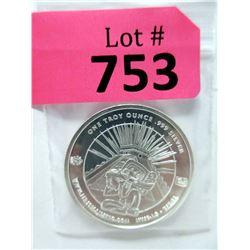 Lot #
753
ONE TROY OUNCE .999 SILVER